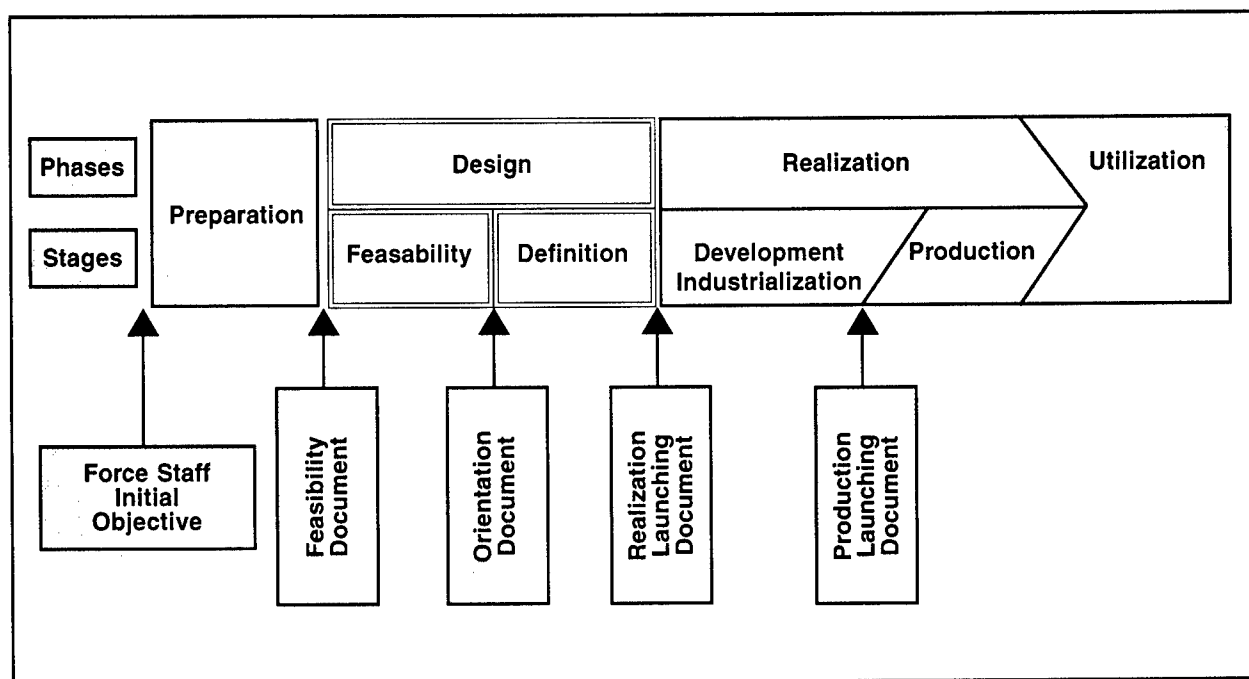 Phases
Stages
Preparation
Design
Feasability
Definition
Realization
Development
Industrialization
Production
Utilization
Force Staff
Initial
Objective
Feasibility
Document
Orientation
Document
Realization
Launching
Document
Production
Launching
Document